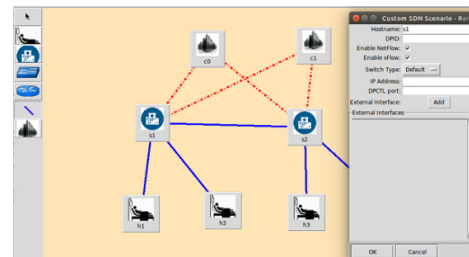 Custom SDN Scenario - Ra
Hostname: s1
DPID:
Enable NetFlow:
Enable sFlow:
Switch Type: Default
IP Address:
DPCTL port:
External Interface: Add
External Interfaces
OK Cancel
c0
c1
s1
s2
h1
h2
h3